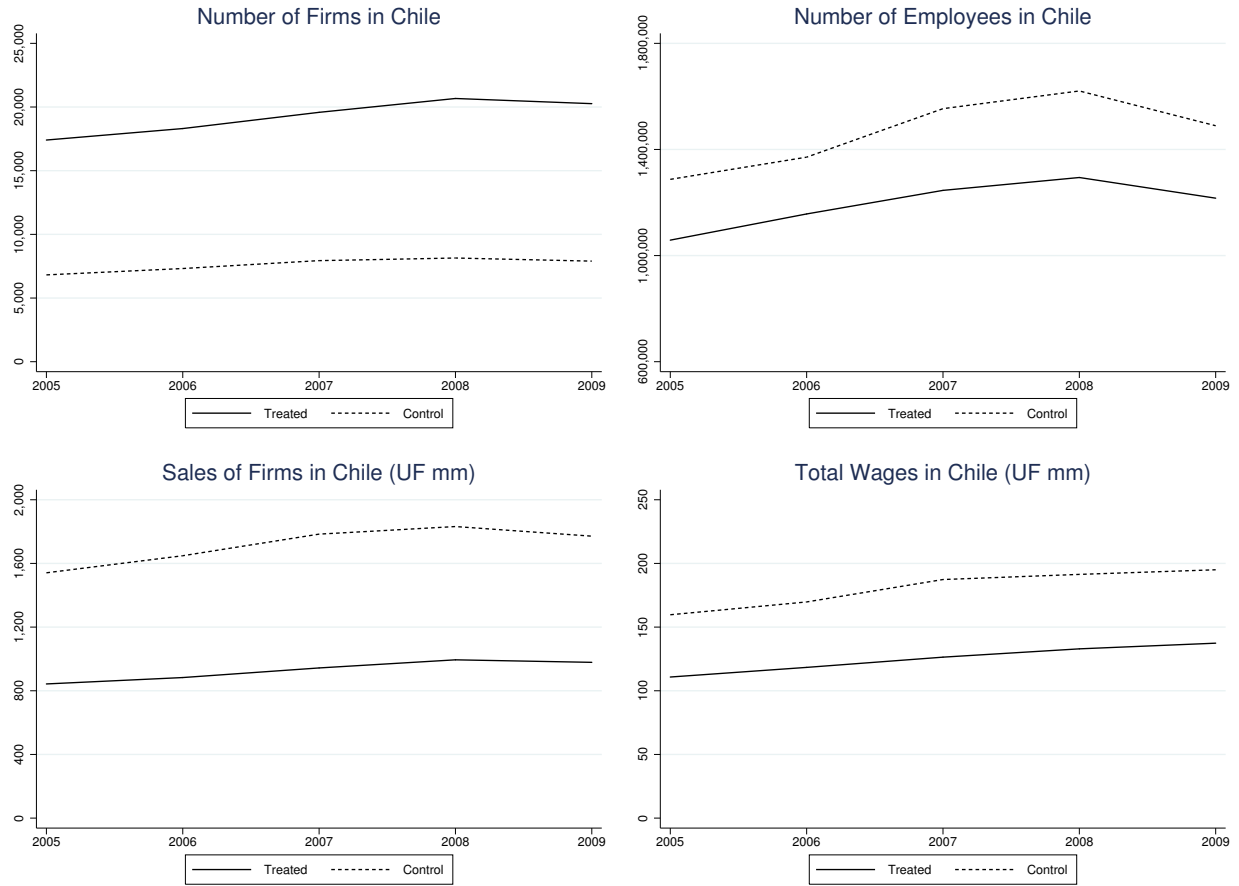 Number of Firms in Chile
25,000
20,000
15,000
10,000
5,000
0
2005 2006 2007 2008 2009
Treated Control
Number of Employees in Chile
1,800,000
1,400,000
1,000,000
600,000
2005 2006 2007 2008 2009
Treated Control
Sales of Firms in Chile (UF mm)
2,000
1,600
1,200
800
400
0
2005 2006 2007 2008 2009
Treated Control
Total Wages in Chile (UF mm)
250
200
150
100
50
0
2005 2006 2007 2008 2009
Treated Control